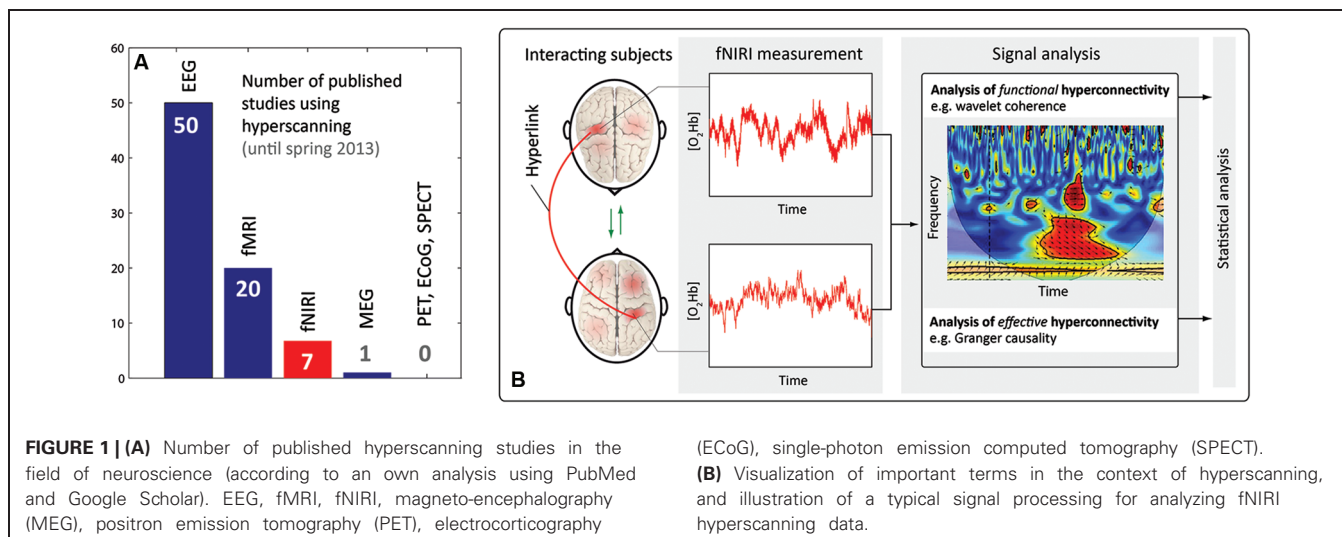 A
60
50
40
30
20
10
0
EEG
50
fMRI
20
fNIRI
7
MEG
1
PET, ECoG, SPECT
0
Number of published
studies using
hyperscanning
(until spring 2013)
B
Interacting subjects
Hyperlink
fNIRI measurement
[O₂Hb]
Time
[O₂Hb]
Time
Signal analysis
Analysis of functional hyperconnectivity
e.g. wavelet coherence
Frequency
Time
Analysis of effective hyperconnectivity
e.g. Granger causality
Statistical analysis
FIGURE 1 | (A) Number of published hyperscanning studies in the
field of neuroscience (according to an own analysis using PubMed
and Google Scholar). EEG, fMRI, fNIRI, magneto-encephalography
(MEG), positron emission tomography (PET), electrocorticography
(ECoG), single-photon emission computed tomography (SPECT).
(B) Visualization of important terms in the context of hyperscanning,
and illustration of a typical signal processing for analyzing fNIRI
hyperscanning data.